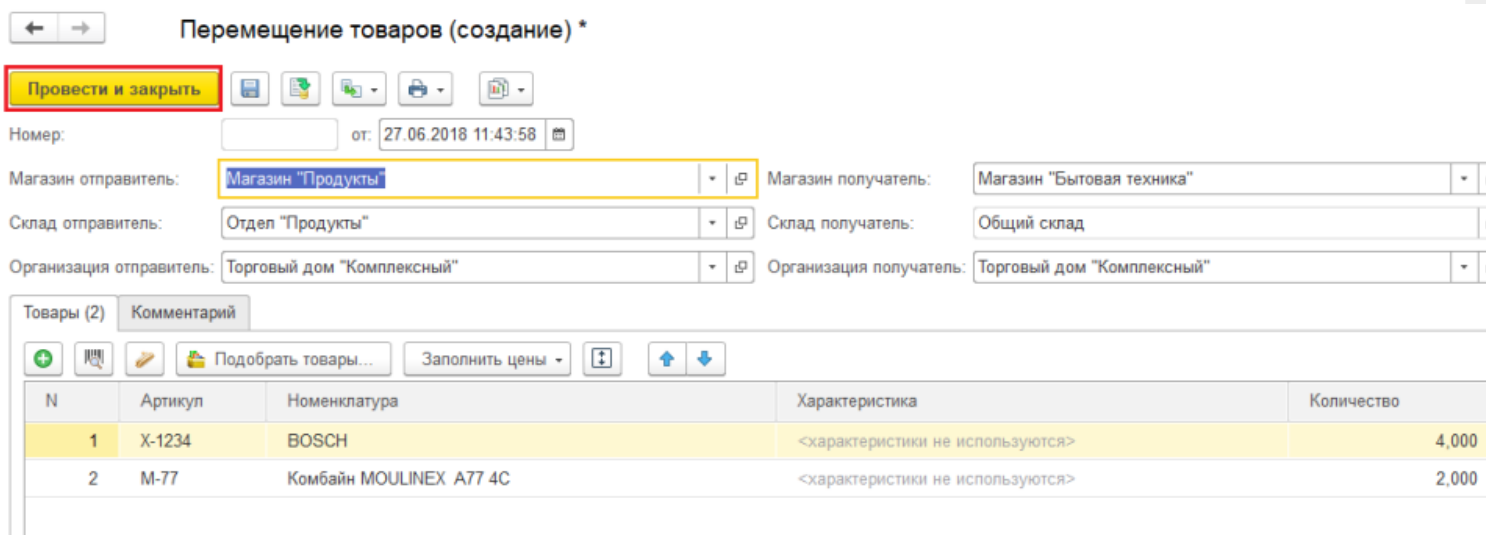 Перемещение товаров (создание) *
Провести и закрыть
Номер: от: 27.06.2018 11:43:58
Магазин отправитель: Магазин "Продукты" Магазин получатель: Магазин "Бытовая техника"
Склад отправитель: Отдел "Продукты" Склад получатель: Общий склад
Организация отправитель: Торговый дом "Комплексный" Организация получатель: Торговый дом "Комплексный"
Товары (2) Комментарий
Подобрать товары... Заполнить цены
N Артикул Номенклатура Характеристика Количество
1 X-1234 BOSCH <характеристики не используются> 4,000
2 М-77 Комбайн MOULINEX A77 4C <характеристики не используются> 2,000